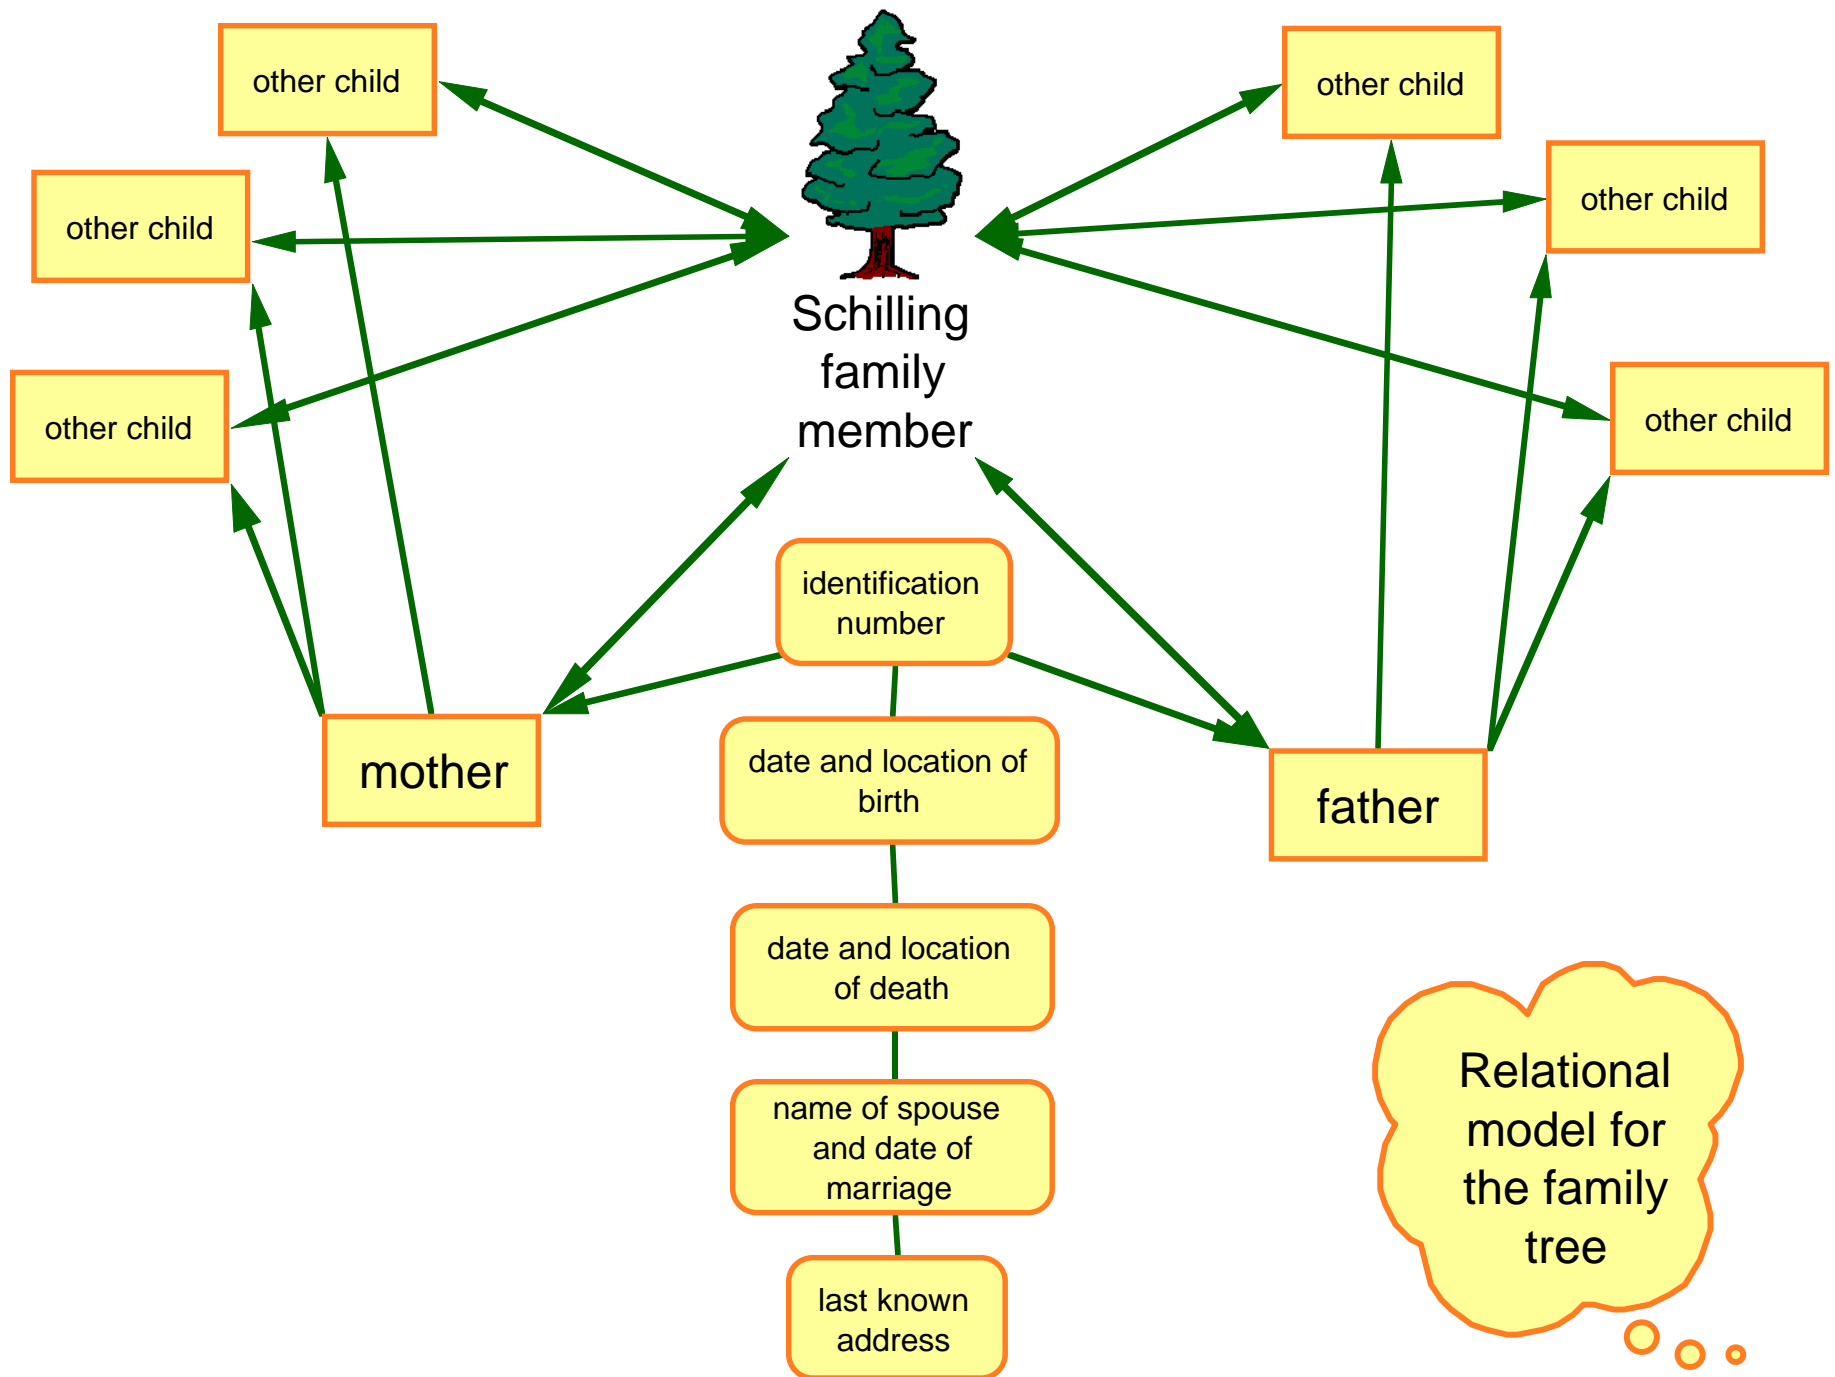 other child
other child
other child
other child
other child
other child
Schilling
family
member
identification
number
mother
date and location of
birth
father
date and location
of death
name of spouse
and date of
marriage
last known
address
Relational
model for
the family
tree